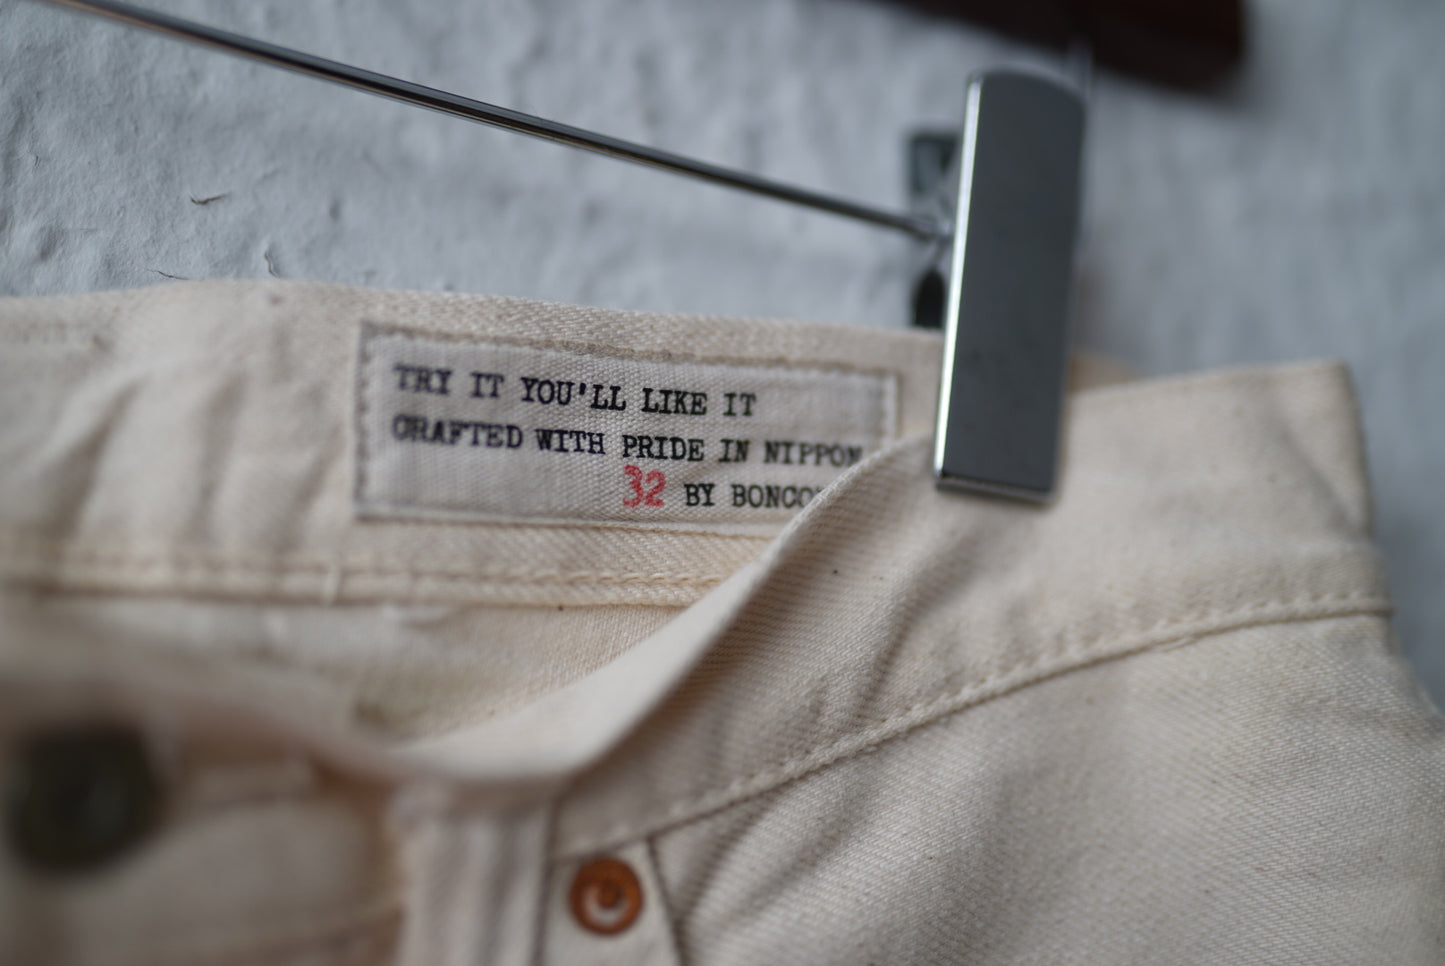 TRY IT YOU'LL LIKE IT
CRAFTED WITH PRIDE IN NIPPON
32 BY